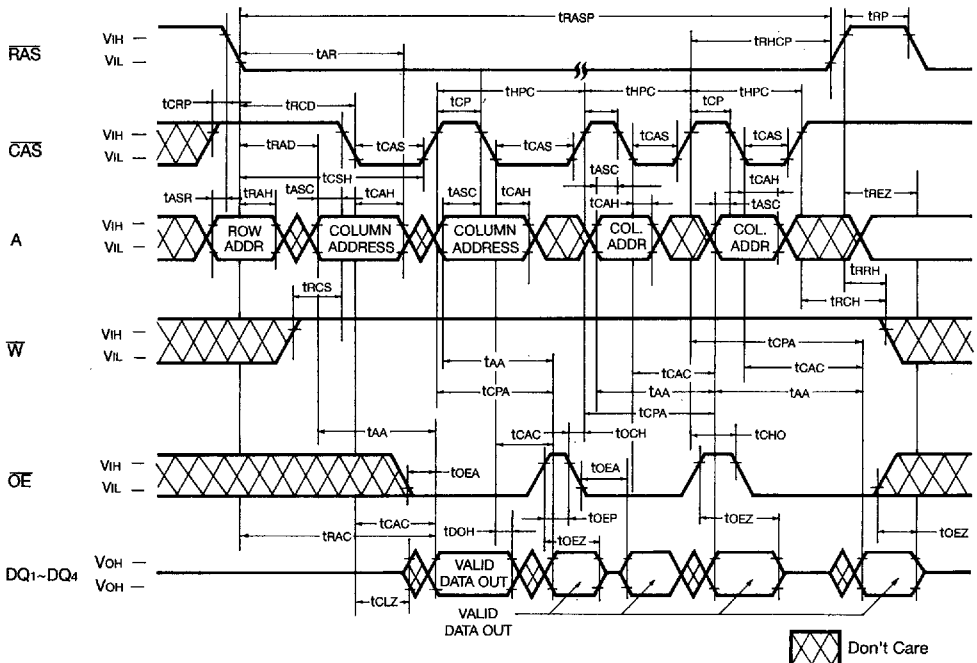 tRASP
tRP
RAS
VIH
VIL
tAR
tRHCP
tCRP
tRCD
tHPC
tHPC
tHPC
tCP
tCP
CAS
VIH
VIL
tRAD
tCAS
tCAS
tCAS
tCAS
tCSH
tASC
tCAH
tASR
tRAH
tASC
tCAH
tASC
tCAH
tCAH
tASC
tREZ
A
VIH
VIL
ROW
ADDR
COLUMN
ADDRESS
COLUMN
ADDRESS
COL.
ADDR
COL.
ADDR
tRCS
tRRH
tRCH
W
VIH
VIL
tCPA
tAA
tCAC
tCAC
tCPA
tAA
tAA
tCPA
tAA
tCAC
tOCH
tCHO
OE
VIH
VIL
tOEA
tOEA
tCAC
tOEP
tOEZ
tRAC
tDOH
tOEZ
tOEZ
DQ1~DQ4
VOH
VOH
VALID
DATA OUT
tCLZ
VALID
DATA OUT
Don't Care